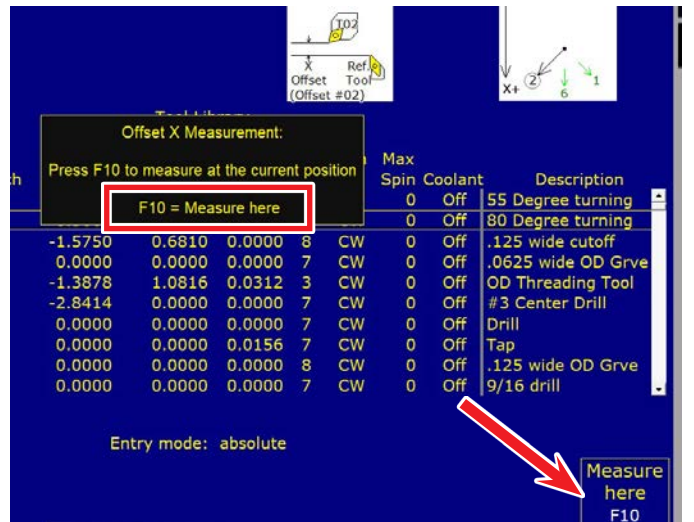 T02
X Ref.
Offset Tool
(Offset #02)
X+ 2 6 1
Offset X Measurement:
Press F10 to measure at the current position
F10 = Measure here
Max
Spin Coolant Description
0 Off 55 Degree turning
0 Off 80 Degree turning
-1.5750 0.6810 0.0000 8 CW 0 Off .125 wide cutoff
0.0000 0.0000 0.0000 7 CW 0 Off .0625 wide OD Grve
-1.3878 1.0816 0.0312 3 CW 0 Off OD Threading Tool
-2.8414 0.0000 0.0000 7 CW 0 Off #3 Center Drill
0.0000 0.0000 0.0000 7 CW 0 Off Drill
0.0000 0.0000 0.0156 7 CW 0 Off Tap
0.0000 0.0000 0.0000 8 CW 0 Off .125 wide OD Grve
0.0000 0.0000 0.0000 7 CW 0 Off 9/16 drill
Entry mode: absolute
Measure
here
F10